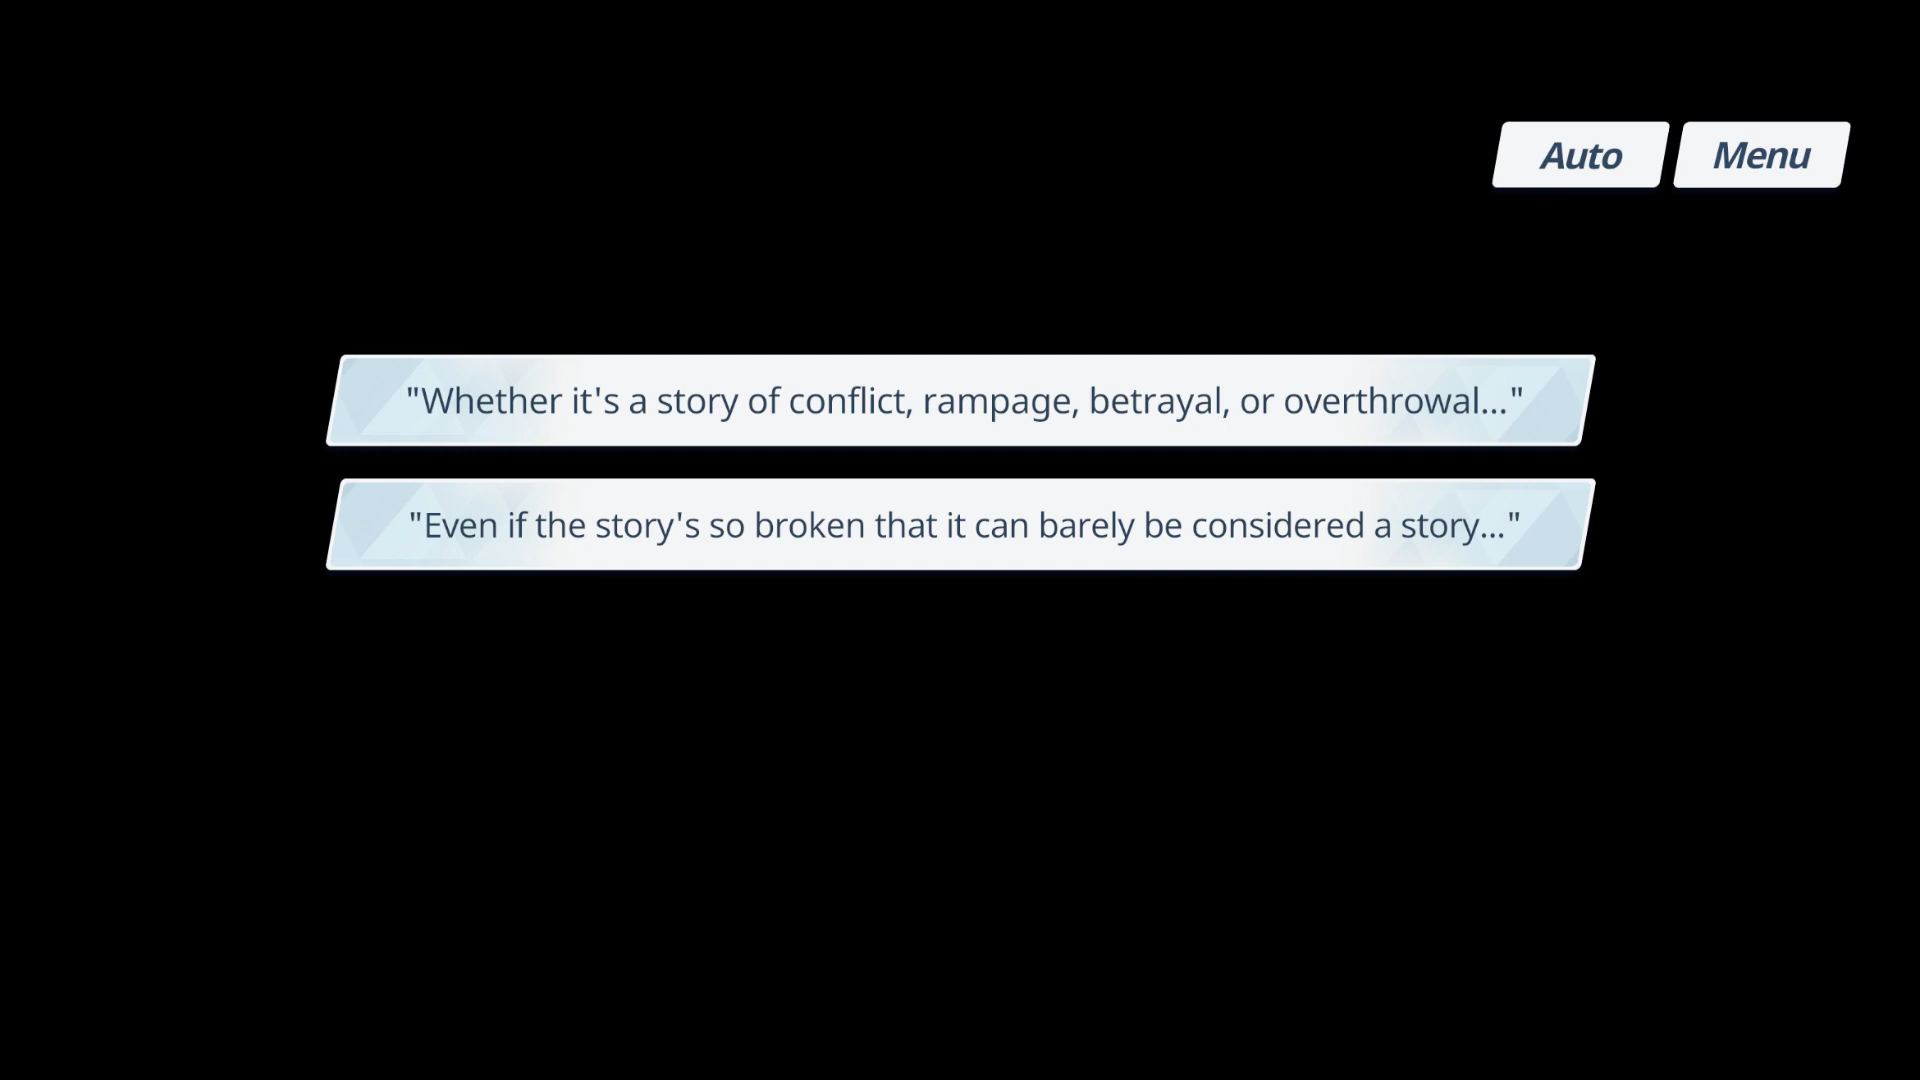 Auto Menu
"Whether it's a story of conflict, rampage, betrayal, or overthrowal..."
"Even if the story's so broken that it can barely be considered a story..."